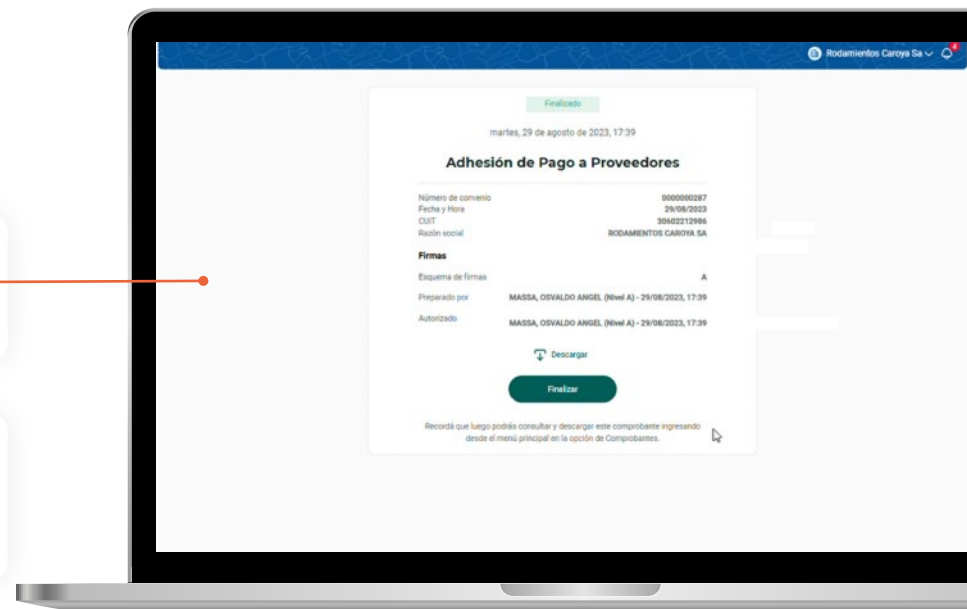 Rodamientos Caroya Sa
4
Finalizado
martes, 29 de agosto de 2023, 17:39
Adhesión de Pago a Proveedores
Número de convenio 0000000287
Fecha y Hora 29/08/2023
CUIT 30602212986
Razón social RODAMIENTOS CAROYA SA
Firmas
Esquema de firmas A
Preparado por MASSA, OSVALDO ANGEL (Nivel A) - 29/08/2023, 17:39
Autorizado MASSA, OSVALDO ANGEL (Nivel A) - 29/08/2023, 17:39
Descargar
Finalizar
Recordá que luego podrás consultar y descargar este comprobante ingresando
desde el menú principal en la opción de Comprobantes.